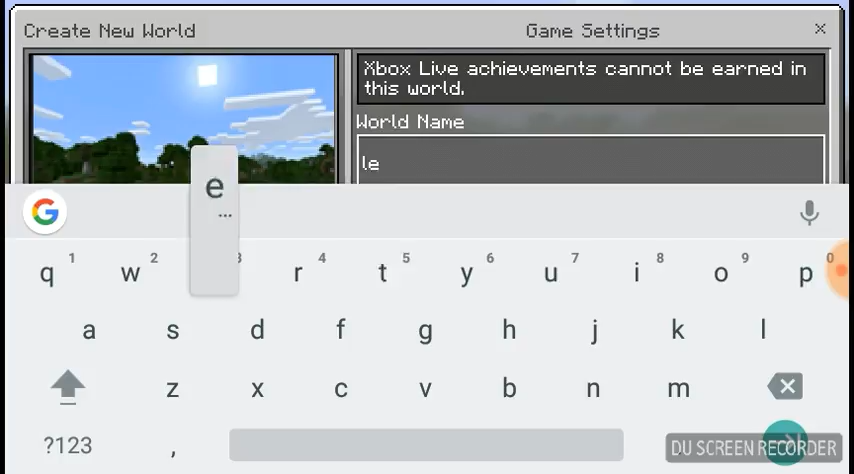 Create New World
Game Settings
Xbox Live achievements cannot be earned in
this world.
World Name
le
e
...
q 1 w 2 3 r 4 t 5 y 6 u 7 i 8 o 9 p 0
a s d f g h j k l
z x c v b n m
?123 ,
DU SCREEN RECORDER